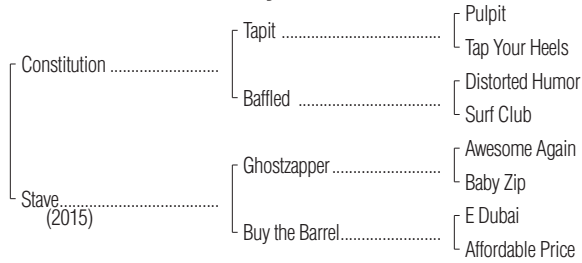 Pulpit
Tapit
Tap Your Heels
Constitution
Distorted Humor
Baffled
Surf Club
Awesome Again
Ghostzapper
Baby Zip
Stave
(2015)
E Dubai
Buy the Barrel
Affordable Price